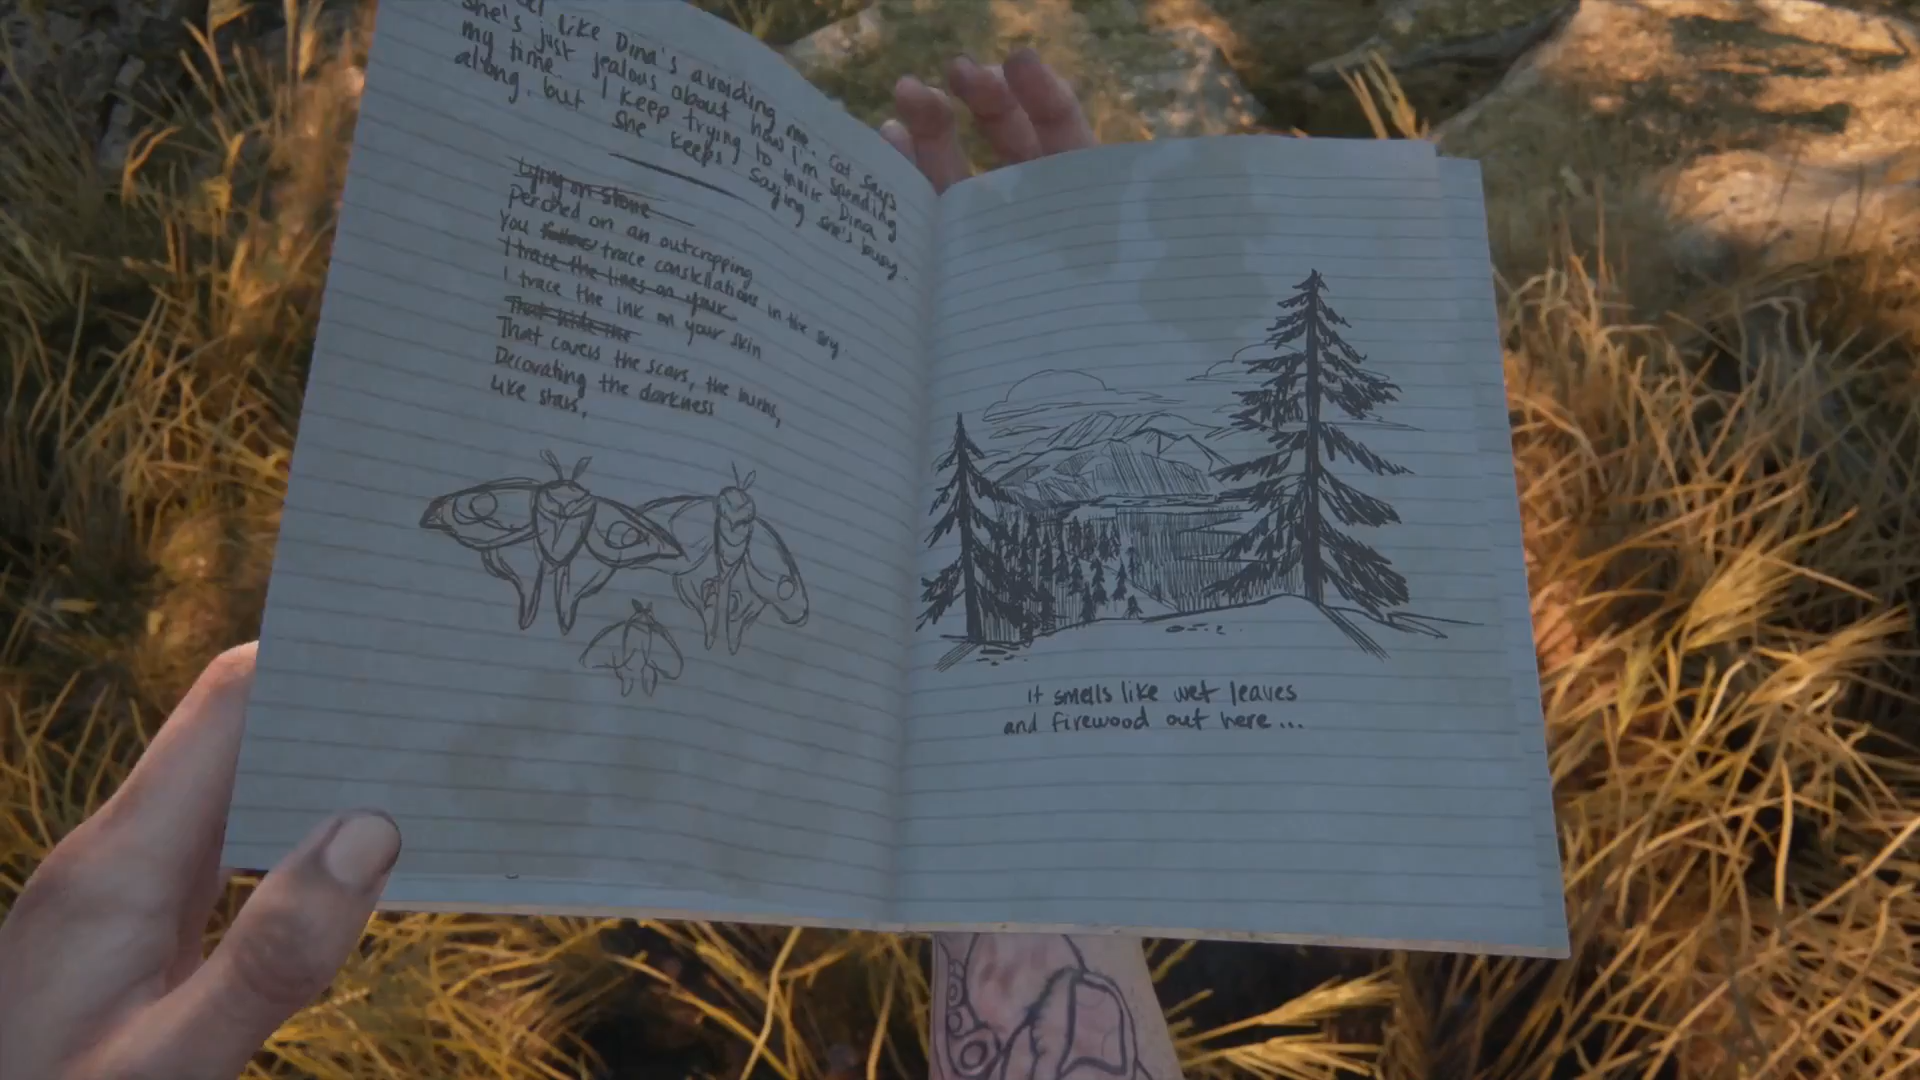 like Dina's avoiding me. Cat says
she's just jealous about how I'm spending
my time. I keep trying to invite Dina
along, but she keeps saying she's busy.
Lying on stone
Perched on an outcropping
You follow trace constellations in the sky
I trace the lines on your
I trace the ink on your skin
That hide the
That covers the scars, the burns,
Decorating the darkness
Like stars,
It smells like wet leaves
and firewood out here...